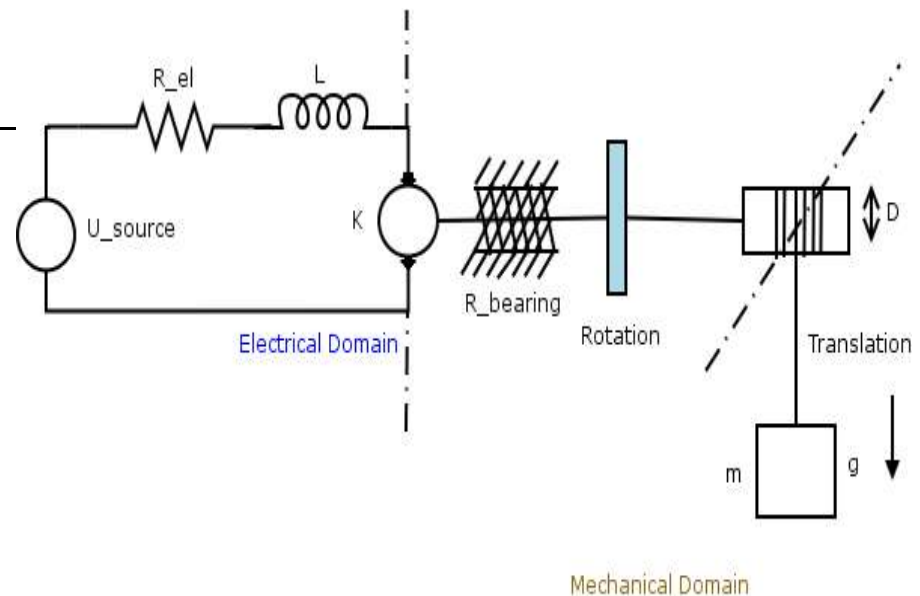 R_el
L
U_source
K
D
R_bearing
Rotation
Electrical Domain
Translation
m
g
Mechanical Domain